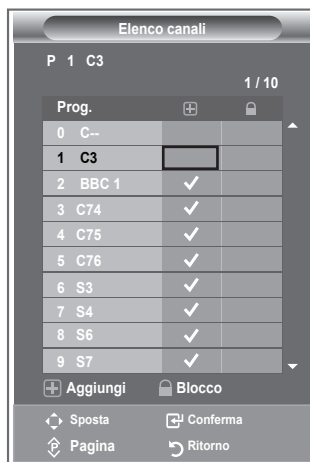 Elenco canali
P 1 C3
1 / 10
Prog.
0 C--
1 C3
2 BBC 1
3 C74
4 C75
5 C76
6 S3
7 S4
8 S6
9 S7
Aggiungi Blocco
Sposta Conferma
Pagina Ritorno